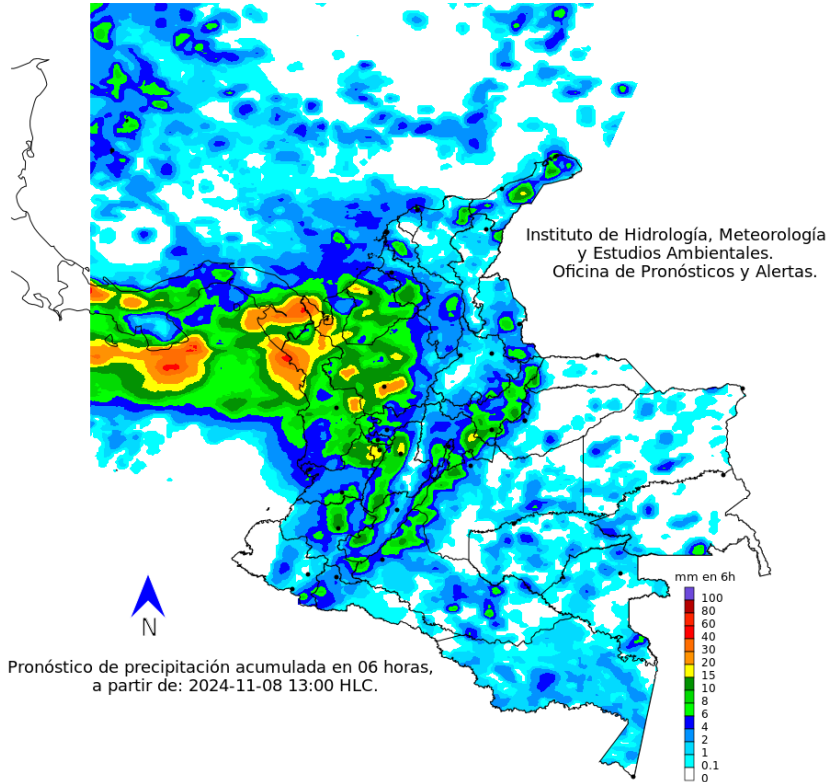 Instituto de Hidrología, Meteorología
y Estudios Ambientales.
Oficina de Pronósticos y Alertas.
N
Pronóstico de precipitación acumulada en 06 horas,
a partir de: 2024-11-08 13:00 HLC.
mm en 6h
100
80
60
40
30
20
15
10
8
6
4
2
1
0.1
0